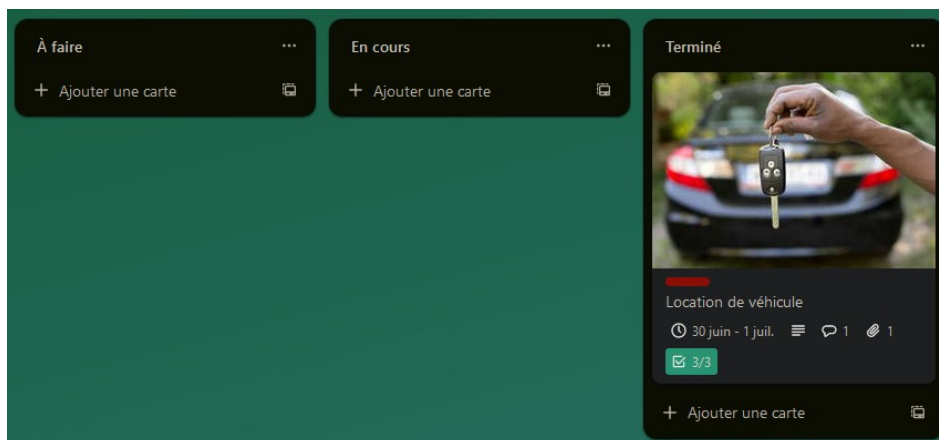 À faire
+ Ajouter une carte
En cours
+ Ajouter une carte
Terminé
Location de véhicule
30 juin - 1 juil. 1 1
3/3
+ Ajouter une carte